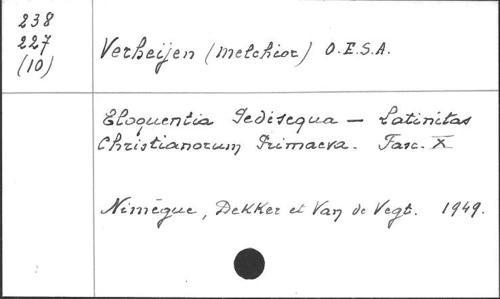 238
227
(10)
Verheijen (Melchior) O.E.S.A.
Eloquentia Pedisequa — Latinitas
Christianorum Primaeva. Fasc. X
Nimègue, Dekker et Van de Vegt. 1949.